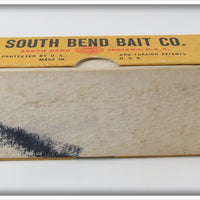 SOUTH BEND BAIT CO.
SOUTH BEND INDIANA, U.S.A.
PROTECTED BY U.S. AND FOREIGN PATENTS
MADE IN U.S.A.